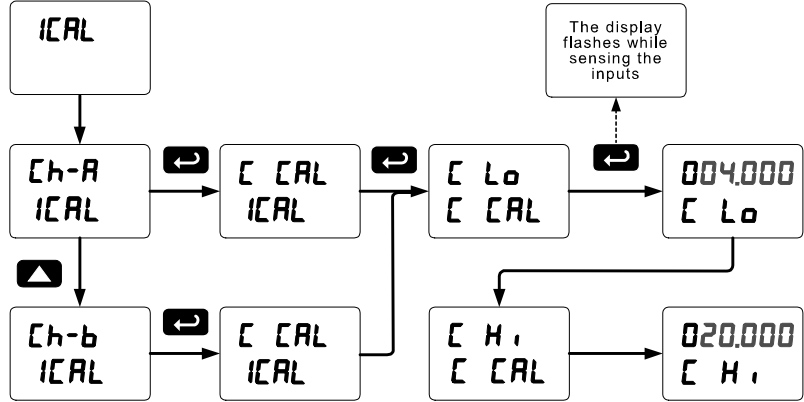 ICAL
The display
flashes while
sensing the
inputs
Ch-A
ICAL
C CAL
ICAL
C Lo
C CAL
004.000
C Lo
Ch-b
ICAL
C CAL
ICAL
C Hi
C CAL
020.000
C Hi